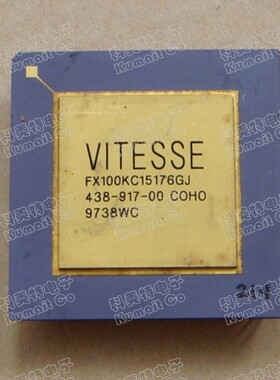 VITESSE
FX100KC15176GJ
438-917-00 COHO
9738WC
科美特电子
Kumait Co